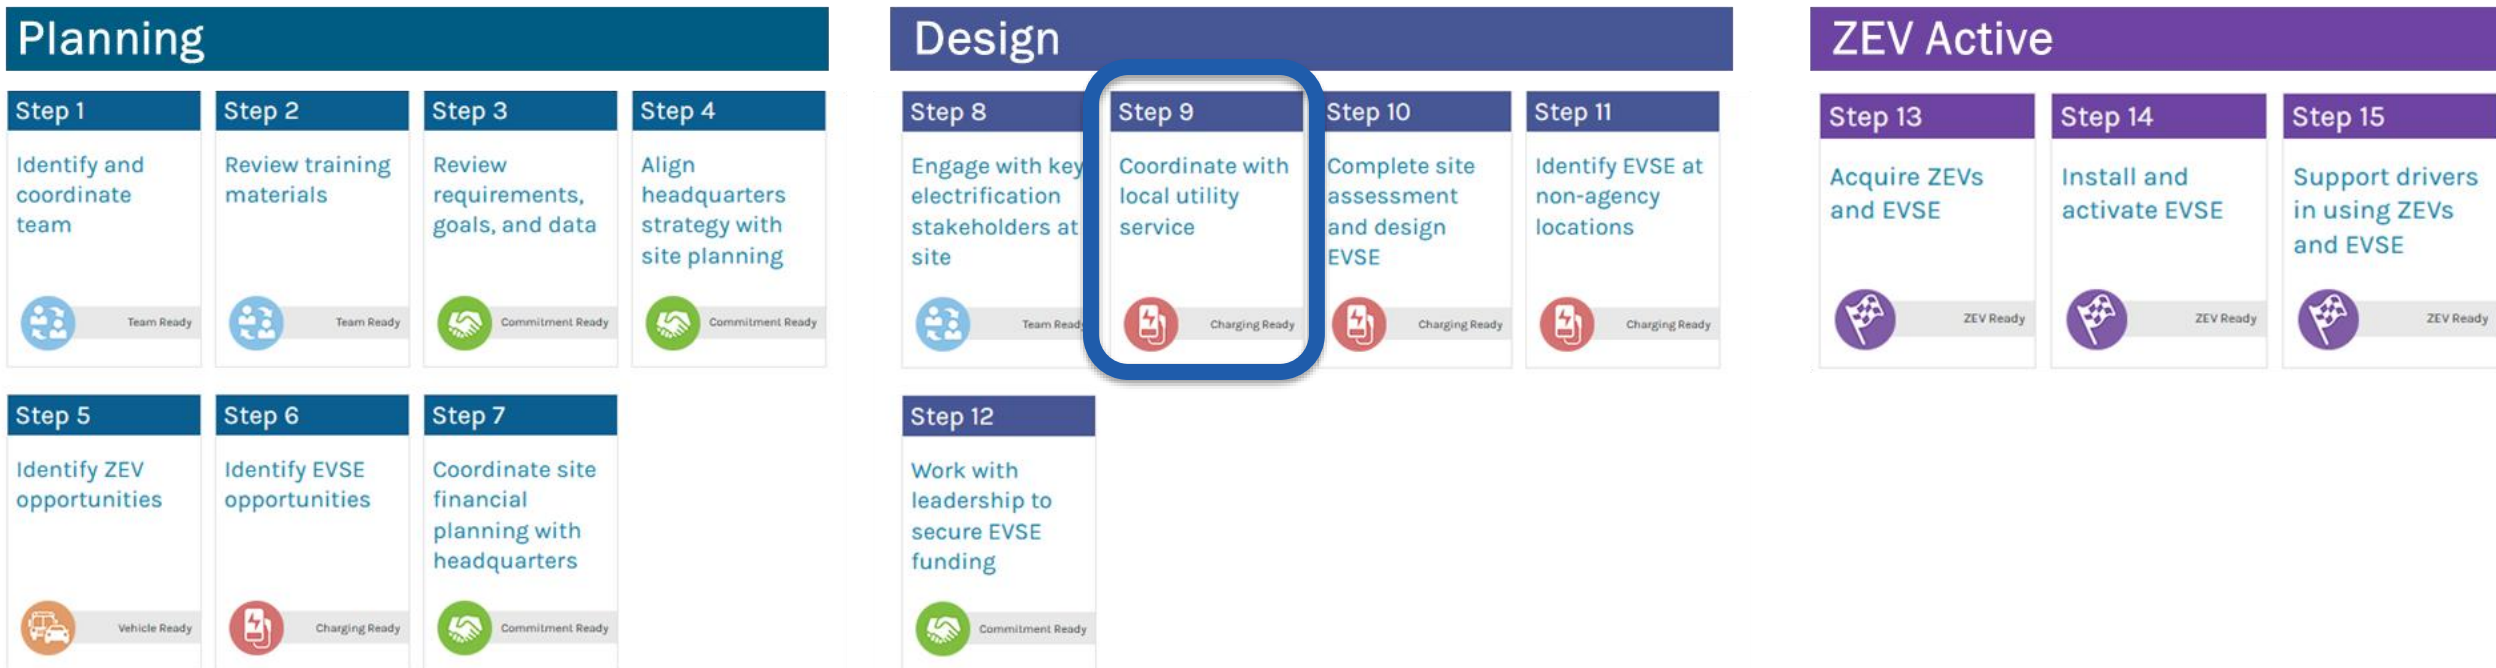 Planning
Step 1
Identify and
coordinate
team
Team Ready
Step 2
Review training
materials
Team Ready
Step 3
Review
requirements,
goals, and data
Commitment Ready
Step 4
Align
headquarters
strategy with
site planning
Commitment Ready
Step 5
Identify ZEV
opportunities
Vehicle Ready
Step 6
Identify EVSE
opportunities
Charging Ready
Step 7
Coordinate site
financial
planning with
headquarters
Commitment Ready
Design
Step 8
Engage with key
electrification
stakeholders at
site
Team Ready
Step 9
Coordinate with
local utility
service
Charging Ready
Step 10
Complete site
assessment
and design
EVSE
Charging Ready
Step 11
Identify EVSE at
non-agency
locations
Charging Ready
Step 12
Work with
leadership to
secure EVSE
funding
Commitment Ready
ZEV Active
Step 13
Acquire ZEVs
and EVSE
ZEV Ready
Step 14
Install and
activate EVSE
ZEV Ready
Step 15
Support drivers
in using ZEVs
and EVSE
ZEV Ready